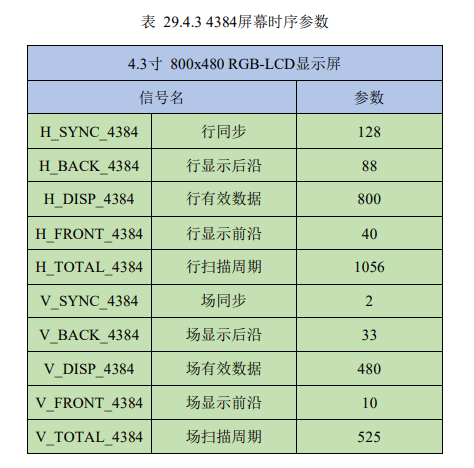 表 29.4.3 4384屏幕时序参数
4.3寸 800x480 RGB-LCD显示屏
信号名 参数
H_SYNC_4384 行同步 128
H_BACK_4384 行显示后沿 88
H_DISP_4384 行有效数据 800
H_FRONT_4384 行显示前沿 40
H_TOTAL_4384 行扫描周期 1056
V_SYNC_4384 场同步 2
V_BACK_4384 场显示后沿 33
V_DISP_4384 场有效数据 480
V_FRONT_4384 场显示前沿 10
V_TOTAL_4384 场扫描周期 525